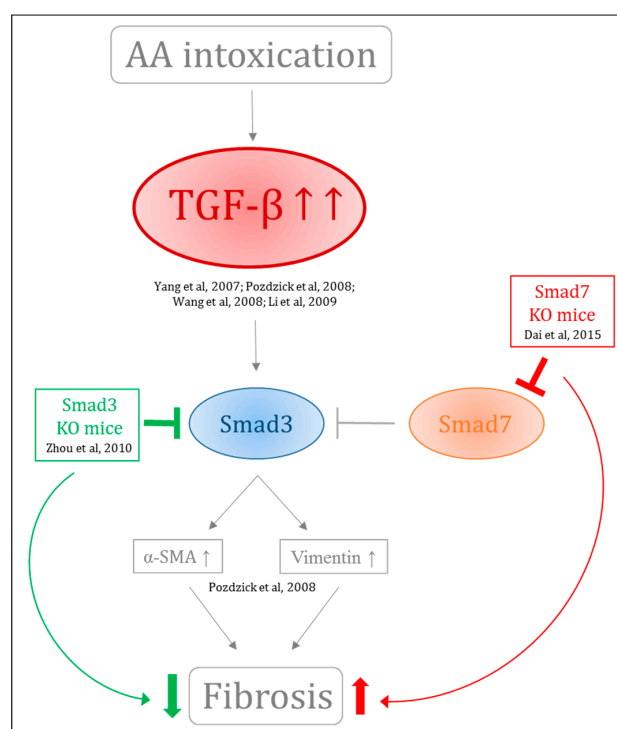 AA intoxication
TGF-β ↑ ↑
Yang et al, 2007; Pozdzick et al, 2008;
Wang et al, 2008; Li et al, 2009
Smad7
KO mice
Dai et al, 2015
Smad3
KO mice
Zhou et al, 2010
Smad3
Smad7
α-SMA ↑
Vimentin ↑
Pozdzick et al, 2008
Fibrosis